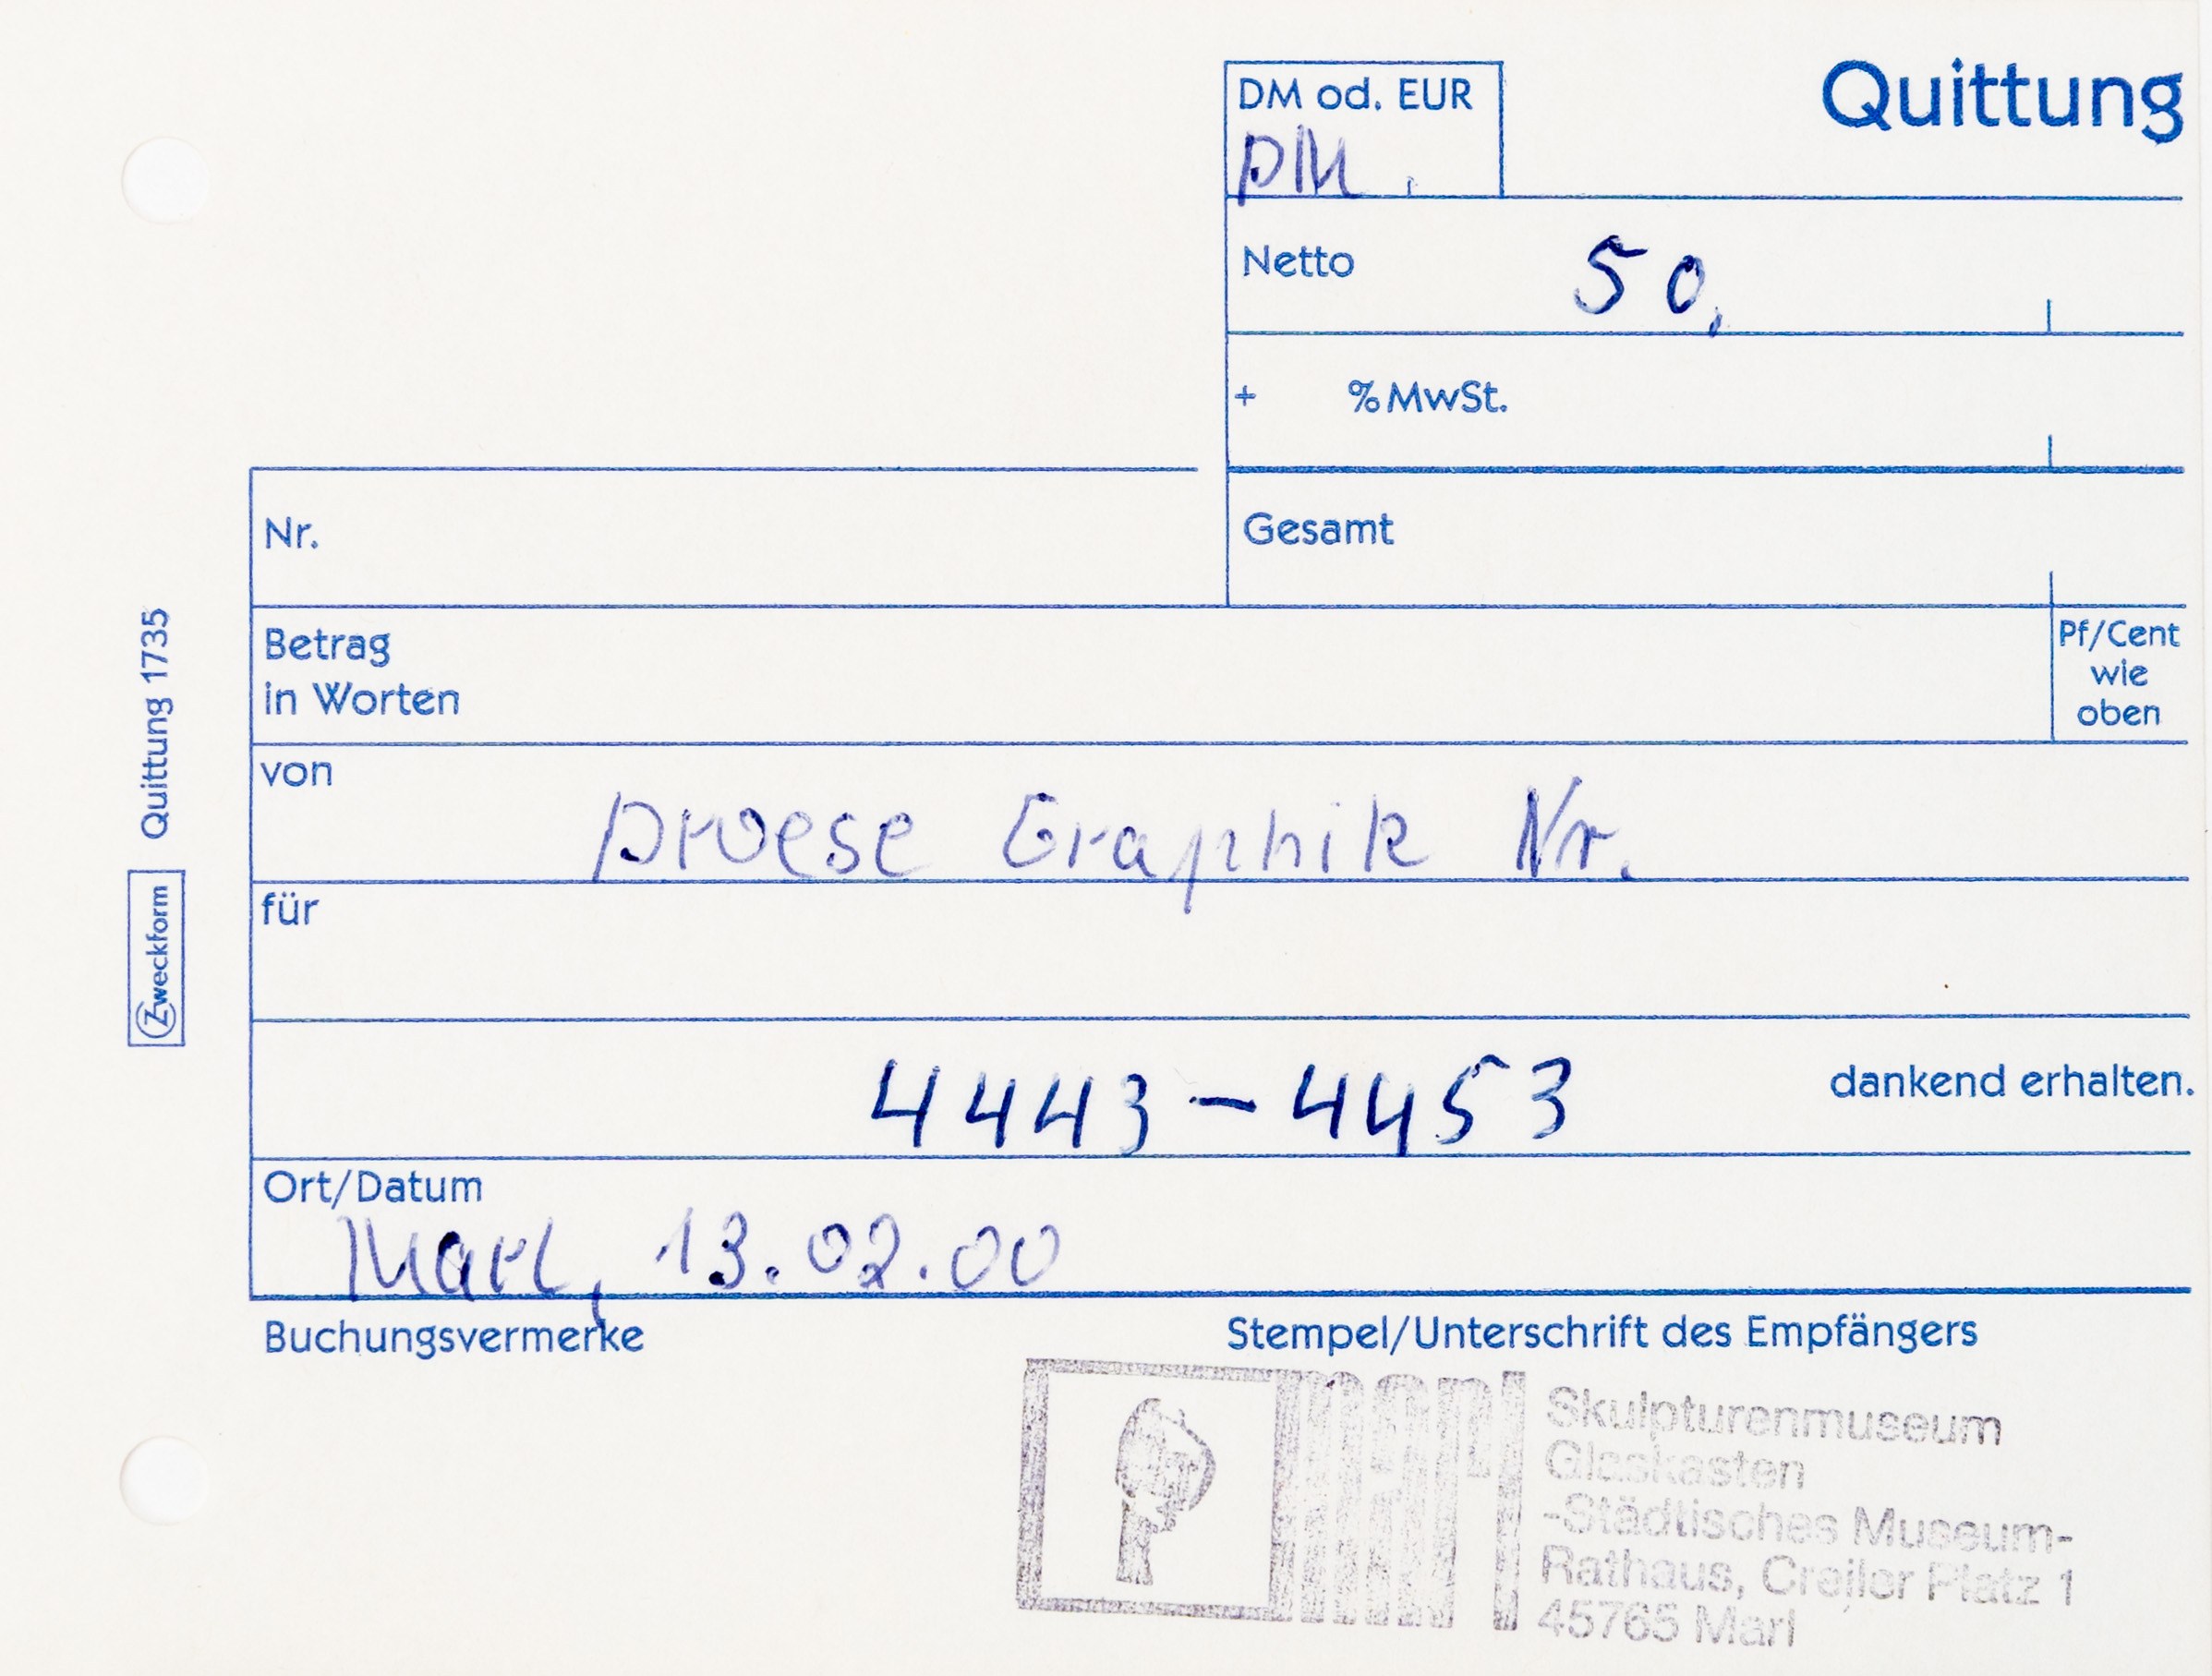 Quittung
DM od. EUR
DM
Netto 50,
+ % MwSt.
Nr.
Gesamt
Betrag
in Worten
Pf/Cent
wie
oben
von
Droese Graphik Nr.
für
4443 – 4453
dankend erhalten.
Ort/Datum
Marl, 13.02.00
Buchungsvermerke
Stempel/Unterschrift des Empfängers
marl
Skulpturenmuseum
Glaskasten
-Städtisches Museum-
Rathaus, Creiler Platz 1
45765 Marl
Zweckform Quittung 1735